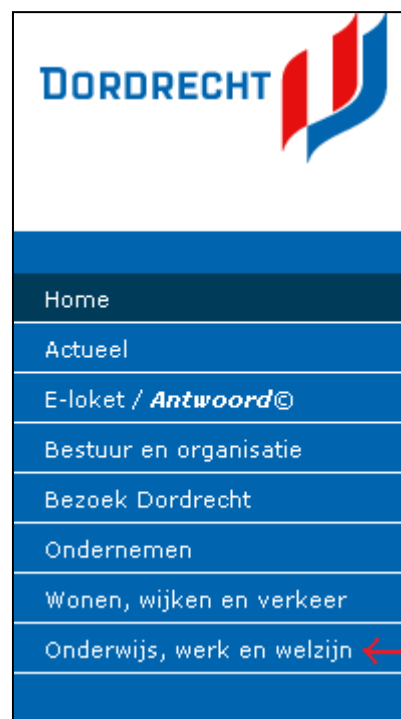 DORDRECHT
Home
Actueel
E-loket / Antwoord©
Bestuur en organisatie
Bezoek Dordrecht
Ondernemen
Wonen, wijken en verkeer
Onderwijs, werk en welzijn